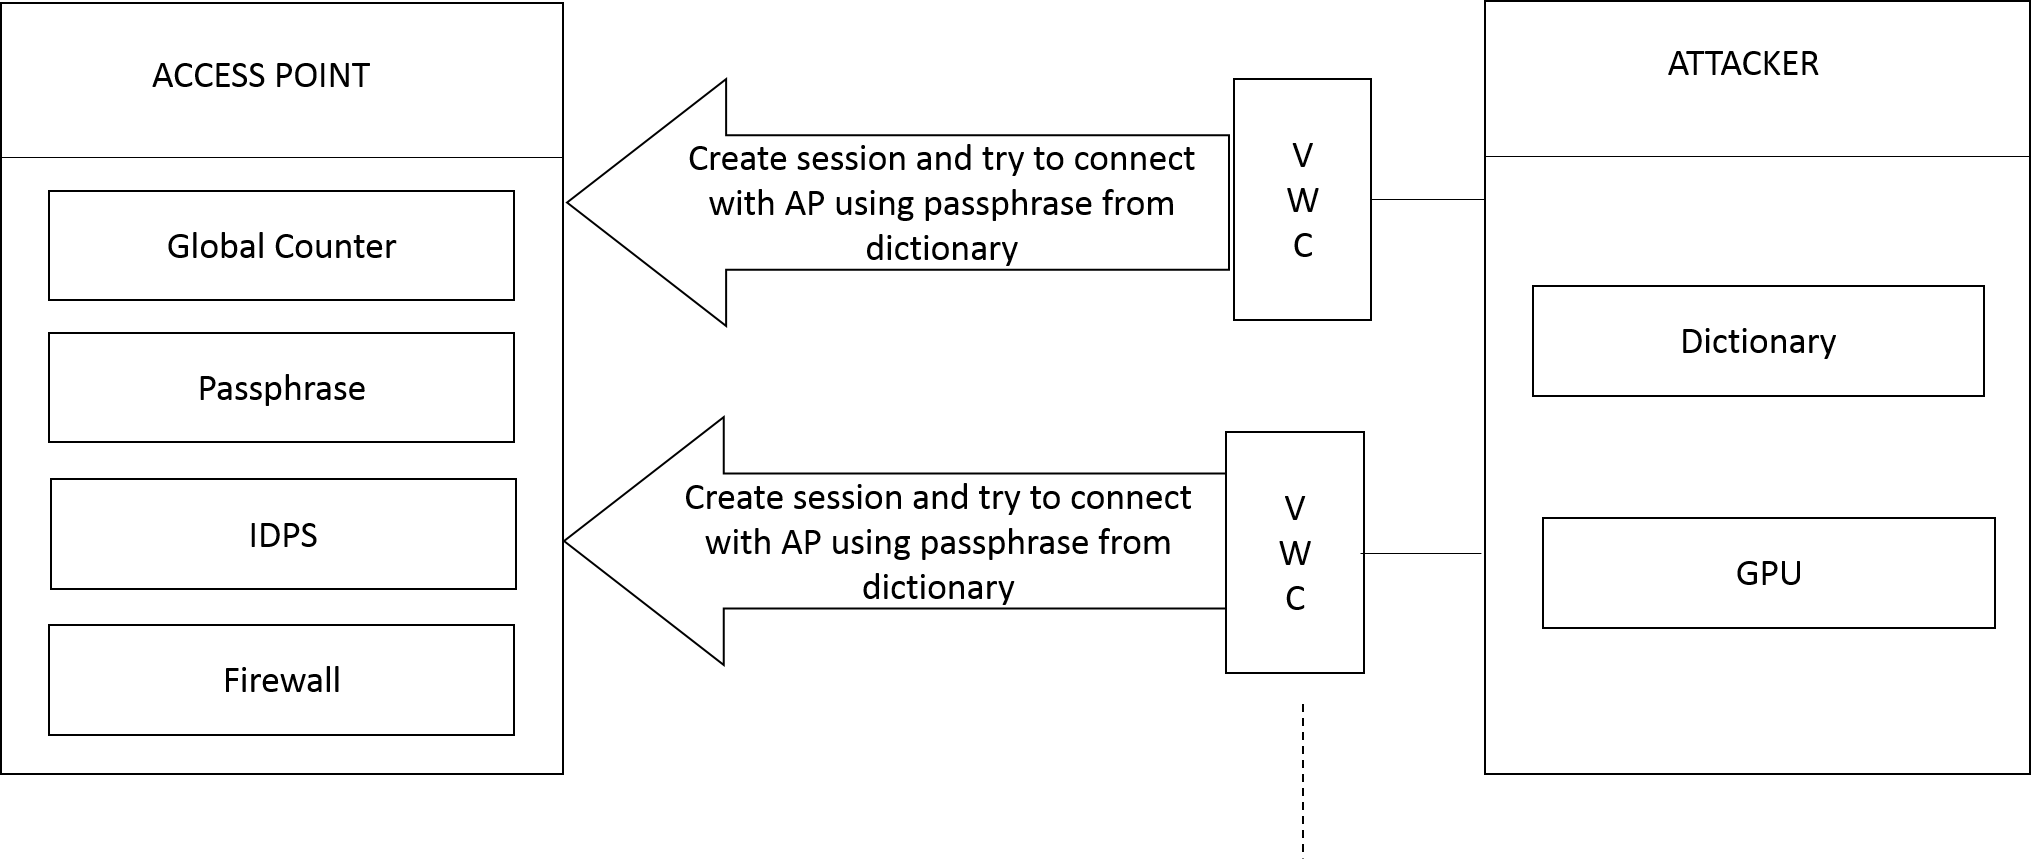 ACCESS POINT
Global Counter
Passphrase
IDPS
Firewall
Create session and try to connect
with AP using passphrase from
dictionary
V
W
C
Create session and try to connect
with AP using passphrase from
dictionary
V
W
C
ATTACKER
Dictionary
GPU